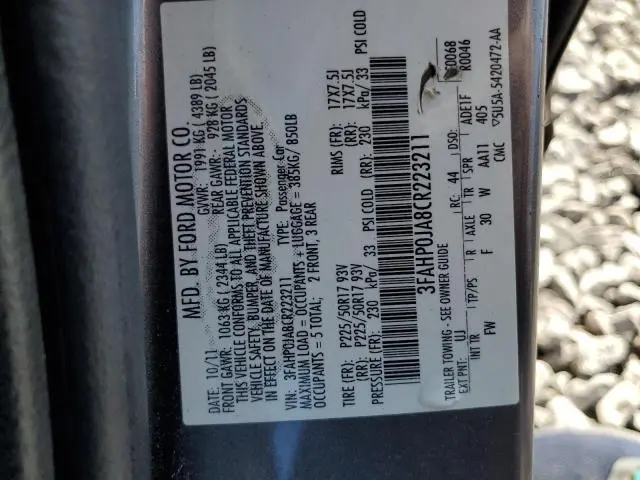 MFD. BY FORD MOTOR CO.
DATE: 10/11 GVWR: 1991 KG ( 4389 LB)
FRONT GAWR: 1063 KG ( 2344 LB) REAR GAWR: 928 KG ( 2045 LB)
THIS VEHICLE CONFORMS TO ALL APPLICABLE FEDERAL MOTOR
VEHICLE SAFETY, BUMPER, AND THEFT PREVENTION STANDARDS
IN EFFECT ON THE DATE OF MANUFACTURE SHOWN ABOVE.
VIN: 3FAHP0JA8CR223211 TYPE: Passenger Car
MAXIMUM LOAD = OCCUPANTS + LUGGAGE = 385KG/ 850LB
OCCUPANTS = 5 TOTAL; 2 FRONT, 3 REAR
TIRE (FR): P225/50R17 93V RIMS (FR): 17X7.5J
(RR): P225/50R17 93V (RR): 17X7.5J
PRESSURE (FR): 230 kPa/ 33 PSI COLD (RR): 230 kPa/ 33 PSI COLD
3FAHP0JA8CR223211
TRAILER TOWING - SEE OWNER GUIDE
R0046
EXT PNT: UJ RC: 44 DSO:
INT TR TP/PS R AXLE TR SPR ADE1F
FW F 30 W AA11 405
CMC ▽5U5A-5420472-AA